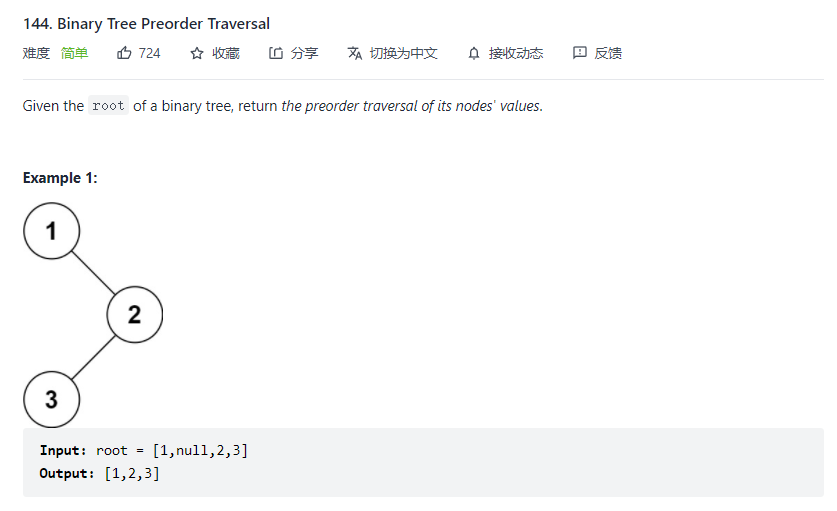 144. Binary Tree Preorder Traversal
难度 简单 724 收藏 分享 切换为中文 接收动态 反馈
Given the root of a binary tree, return the preorder traversal of its nodes' values.
Example 1:
1
2
3
Input: root = [1,null,2,3]
Output: [1,2,3]